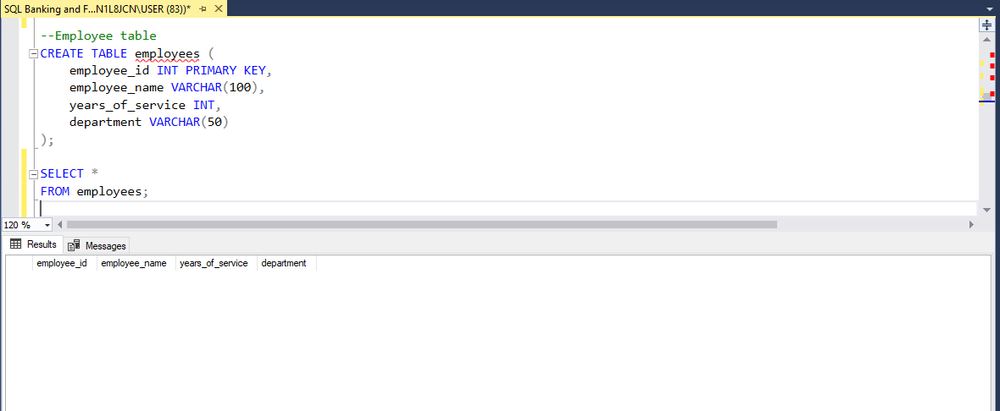 SQL Banking and F...N1L8JCN\USER (83))*
--Employee table
CREATE TABLE employees (
    employee_id INT PRIMARY KEY,
    employee_name VARCHAR(100),
    years_of_service INT,
    department VARCHAR(50)
);
SELECT *
FROM employees;
120 %
Results Messages
employee_id employee_name years_of_service department